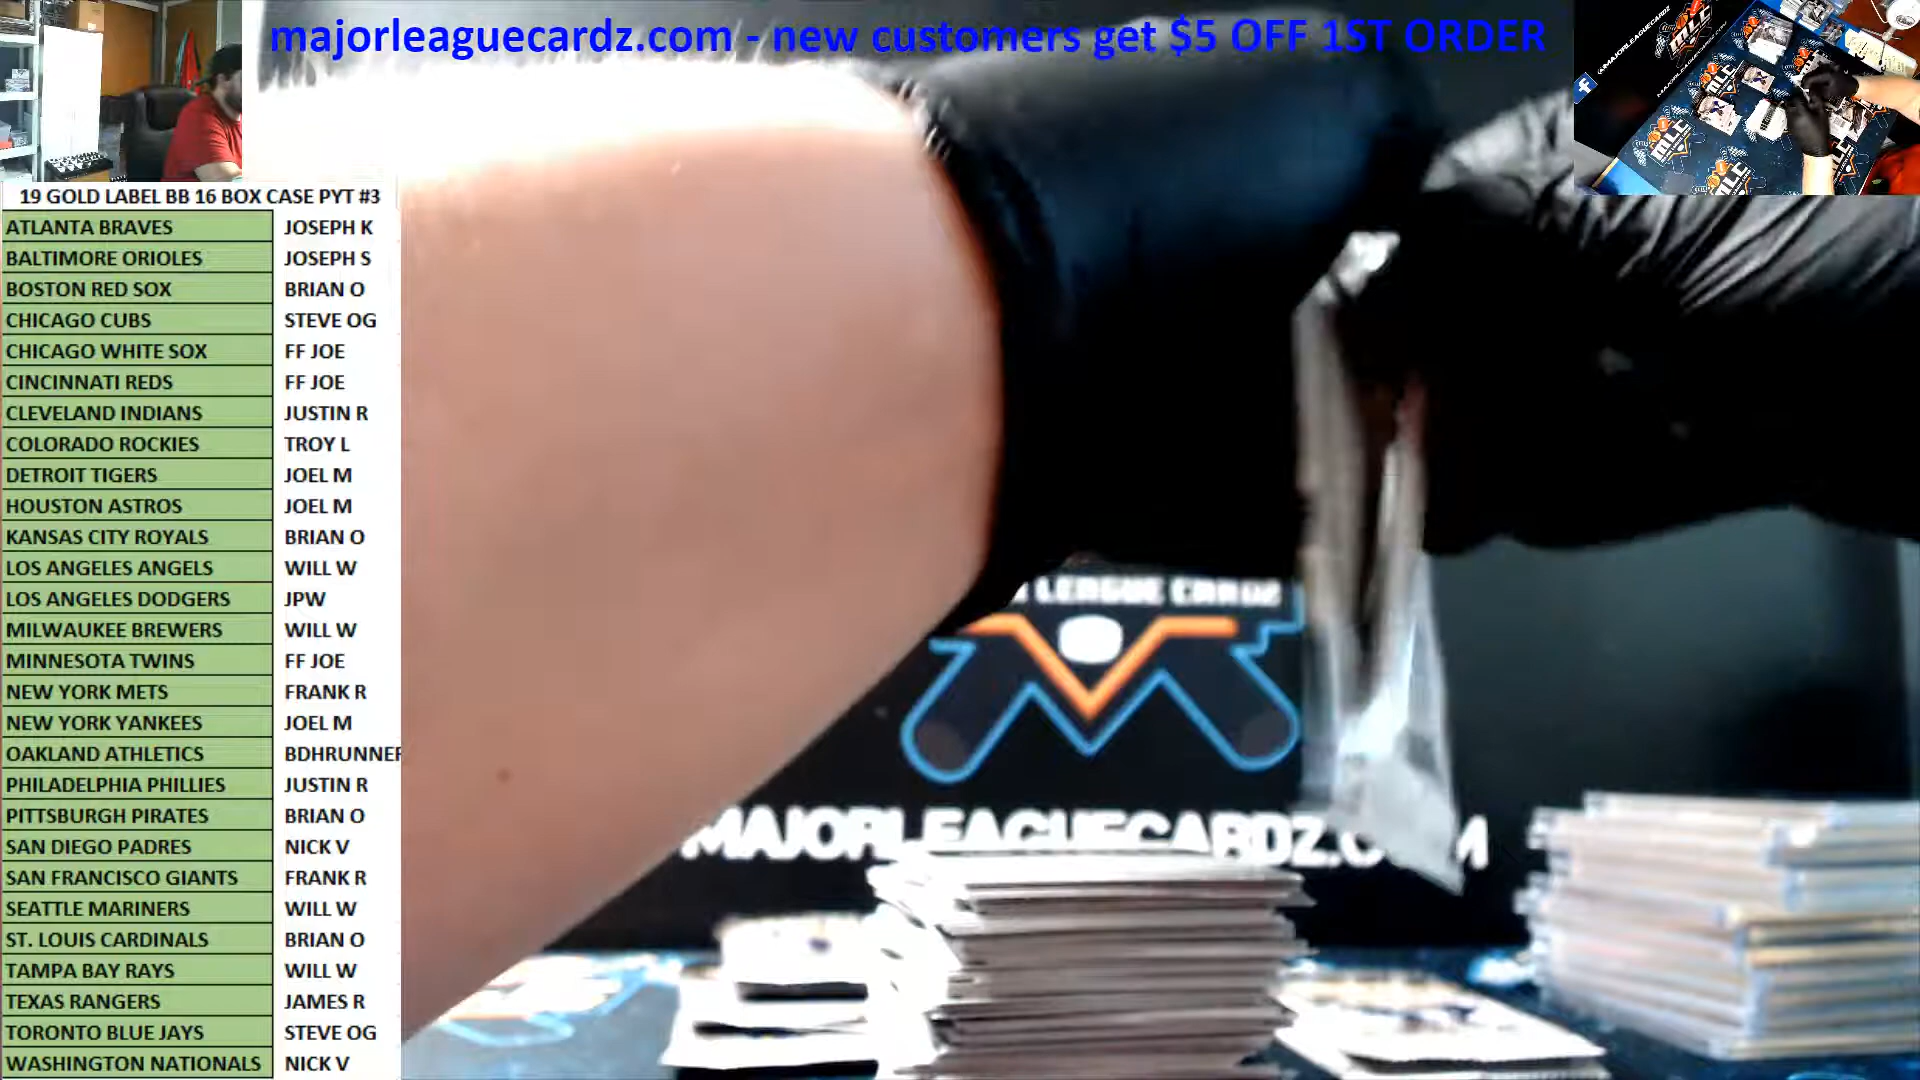 majorleaguecardz.com - new customers get $5 OFF 1ST ORDER
19 GOLD LABEL BB 16 BOX CASE PYT #3
ATLANTA BRAVES JOSEPH K
BALTIMORE ORIOLES JOSEPH S
BOSTON RED SOX BRIAN O
CHICAGO CUBS STEVE OG
CHICAGO WHITE SOX FF JOE
CINCINNATI REDS FF JOE
CLEVELAND INDIANS JUSTIN R
COLORADO ROCKIES TROY L
DETROIT TIGERS JOEL M
HOUSTON ASTROS JOEL M
KANSAS CITY ROYALS BRIAN O
LOS ANGELES ANGELS WILL W
LOS ANGELES DODGERS JPW
MILWAUKEE BREWERS WILL W
MINNESOTA TWINS FF JOE
NEW YORK METS FRANK R
NEW YORK YANKEES JOEL M
OAKLAND ATHLETICS BDHRUNNER
PHILADELPHIA PHILLIES JUSTIN R
PITTSBURGH PIRATES BRIAN O
SAN DIEGO PADRES NICK V
SAN FRANCISCO GIANTS FRANK R
SEATTLE MARINERS WILL W
ST. LOUIS CARDINALS BRIAN O
TAMPA BAY RAYS WILL W
TEXAS RANGERS JAMES R
TORONTO BLUE JAYS STEVE OG
WASHINGTON NATIONALS NICK V
@MAJORLEAGUECARDZ
MLC
MLC
LEAGUE CARDZ
MAJORLEAGUECARDZ.C M